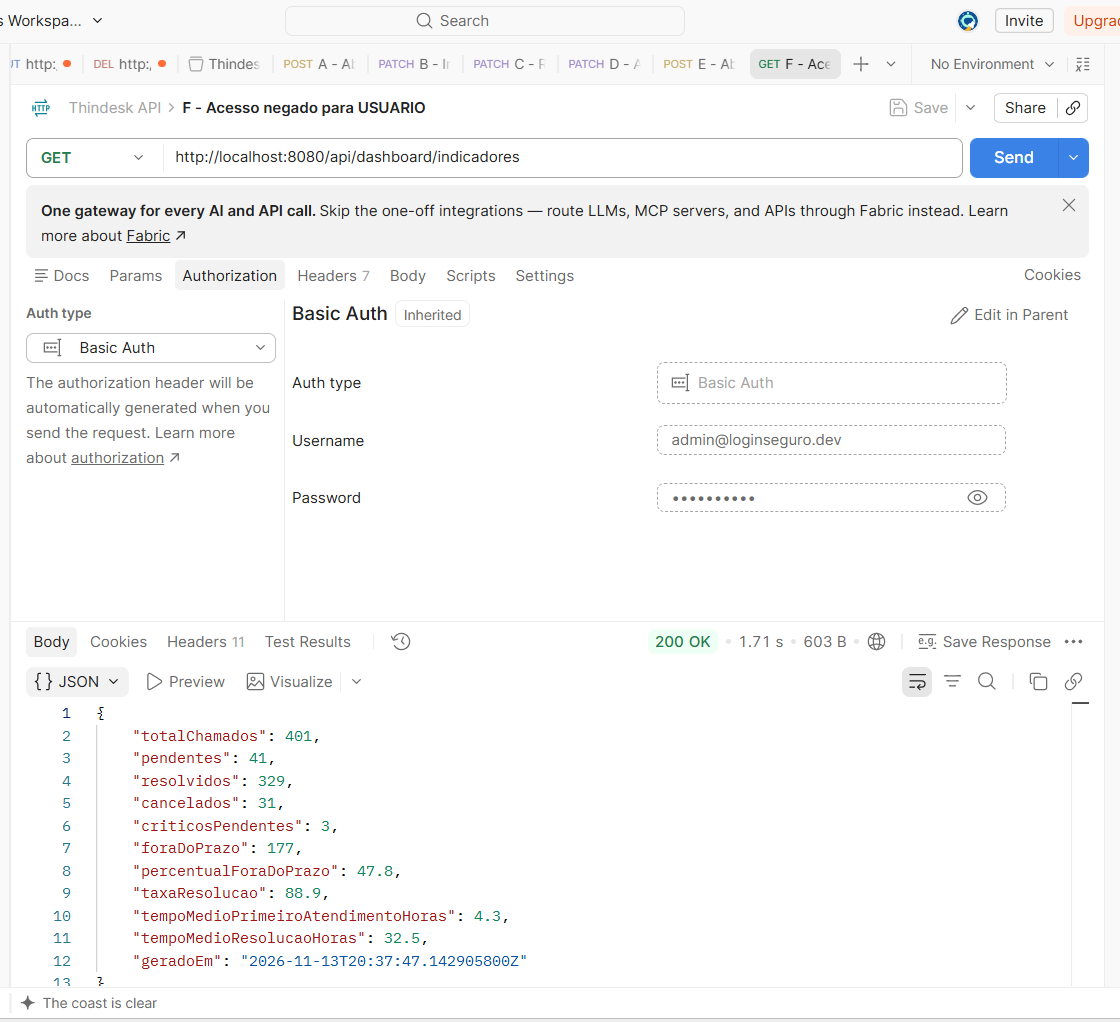 s Workspa...
Search
Invite
Upgrad
UT http:
DEL http:
Thindes
POST A - Al
PATCH B - Ir
PATCH C - F
PATCH D - A
POST E - Al
GET F - Ace
No Environment
HTTP
Thindesk API > F - Acesso negado para USUARIO
Save
Share
GET
http://localhost:8080/api/dashboard/indicadores
Send
One gateway for every AI and API call. Skip the one-off integrations — route LLMs, MCP servers, and APIs through Fabric instead. Learn
more about Fabric ↗
Docs
Params
Authorization
Headers 7
Body
Scripts
Settings
Cookies
Auth type
Basic Auth
The authorization header will be
automatically generated when you
send the request. Learn more
about authorization ↗
Basic Auth
Inherited
Edit in Parent
Auth type
Basic Auth
Username
admin@loginseguro.dev
Password
••••••••••
Body
Cookies
Headers 11
Test Results
200 OK • 1.71 s • 603 B
e.g. Save Response
{} JSON
Preview
Visualize
1 {
2 "totalChamados": 401,
3 "pendentes": 41,
4 "resolvidos": 329,
5 "cancelados": 31,
6 "criticosPendentes": 3,
7 "foraDoPrazo": 177,
8 "percentualForaDoPrazo": 47.8,
9 "taxaResolucao": 88.9,
10 "tempoMedioPrimeiroAtendimentoHoras": 4.3,
11 "tempoMedioResolucaoHoras": 32.5,
12 "geradoEm": "2026-11-13T20:37:47.142905800Z"
13 }
The coast is clear